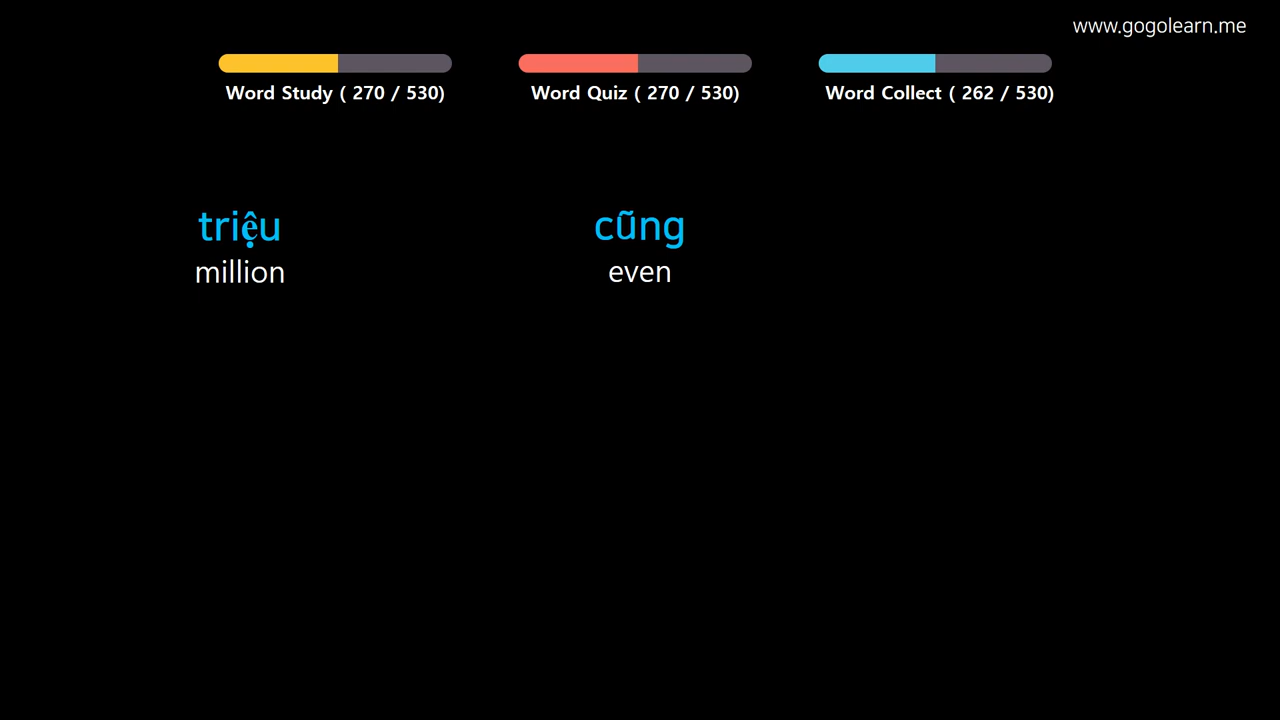 www.gogolearn.me
Word Study ( 270 / 530)
Word Quiz ( 270 / 530)
Word Collect ( 262 / 530)
triệu
million
cũng
even